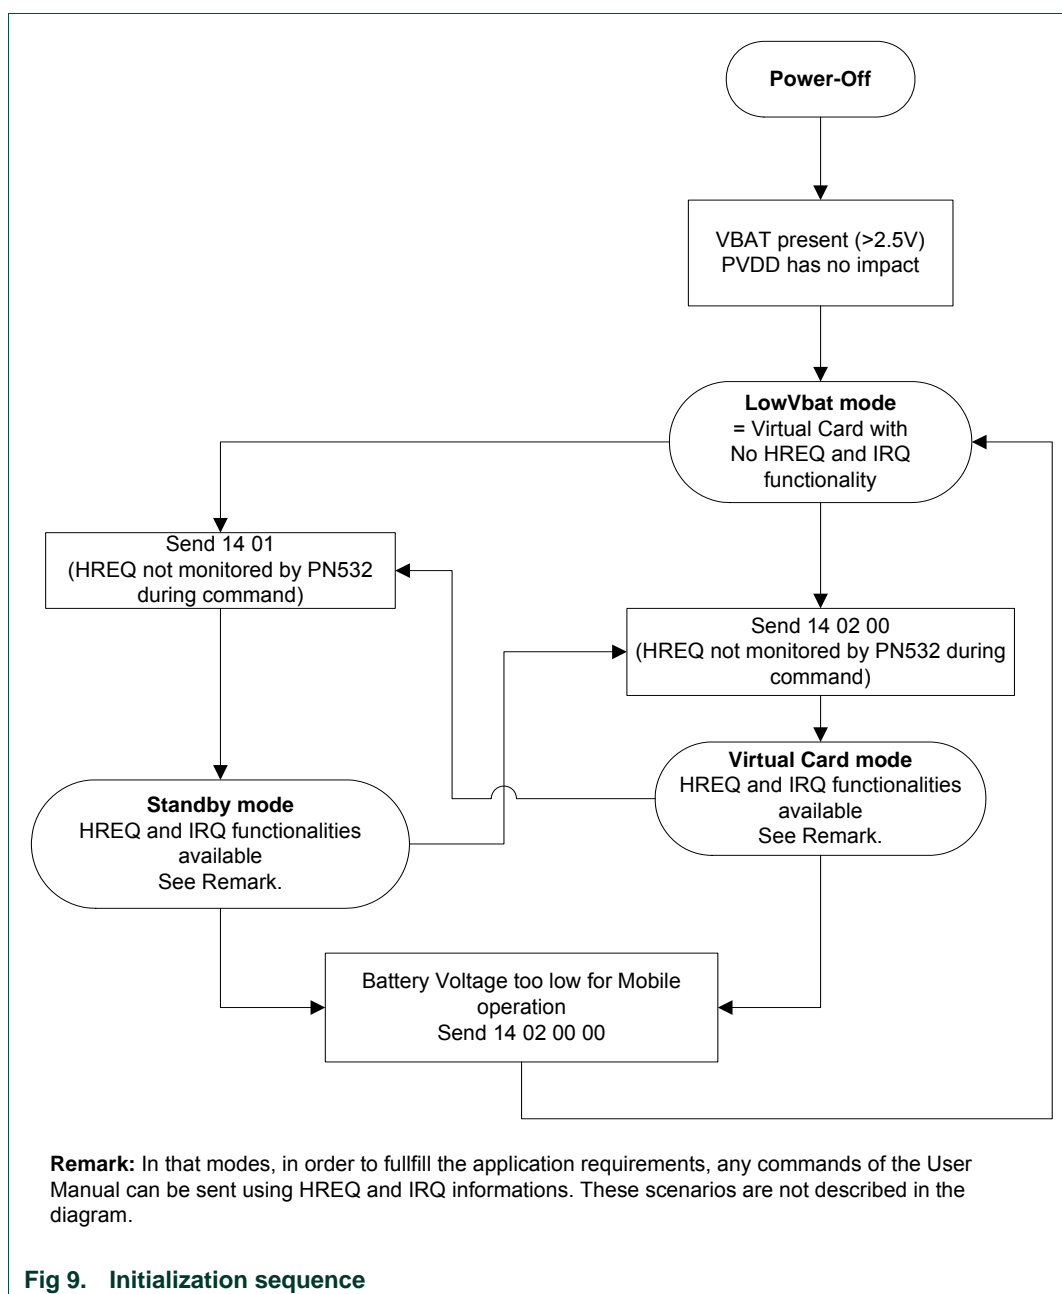 Power-Off
VBAT present (>2.5V)
PVDD has no impact
LowVbat mode
= Virtual Card with
No HREQ and IRQ
functionality
Send 14 01
(HREQ not monitored by PN532
during command)
Send 14 02 00
(HREQ not monitored by PN532 during
command)
Virtual Card mode
HREQ and IRQ functionalities
available
See Remark.
Standby mode
HREQ and IRQ functionalities
available
See Remark.
Battery Voltage too low for Mobile
operation
Send 14 02 00 00
Remark: In that modes, in order to fullfill the application requirements, any commands of the User
Manual can be sent using HREQ and IRQ informations. These scenarios are not described in the
diagram.
Fig 9. Initialization sequence